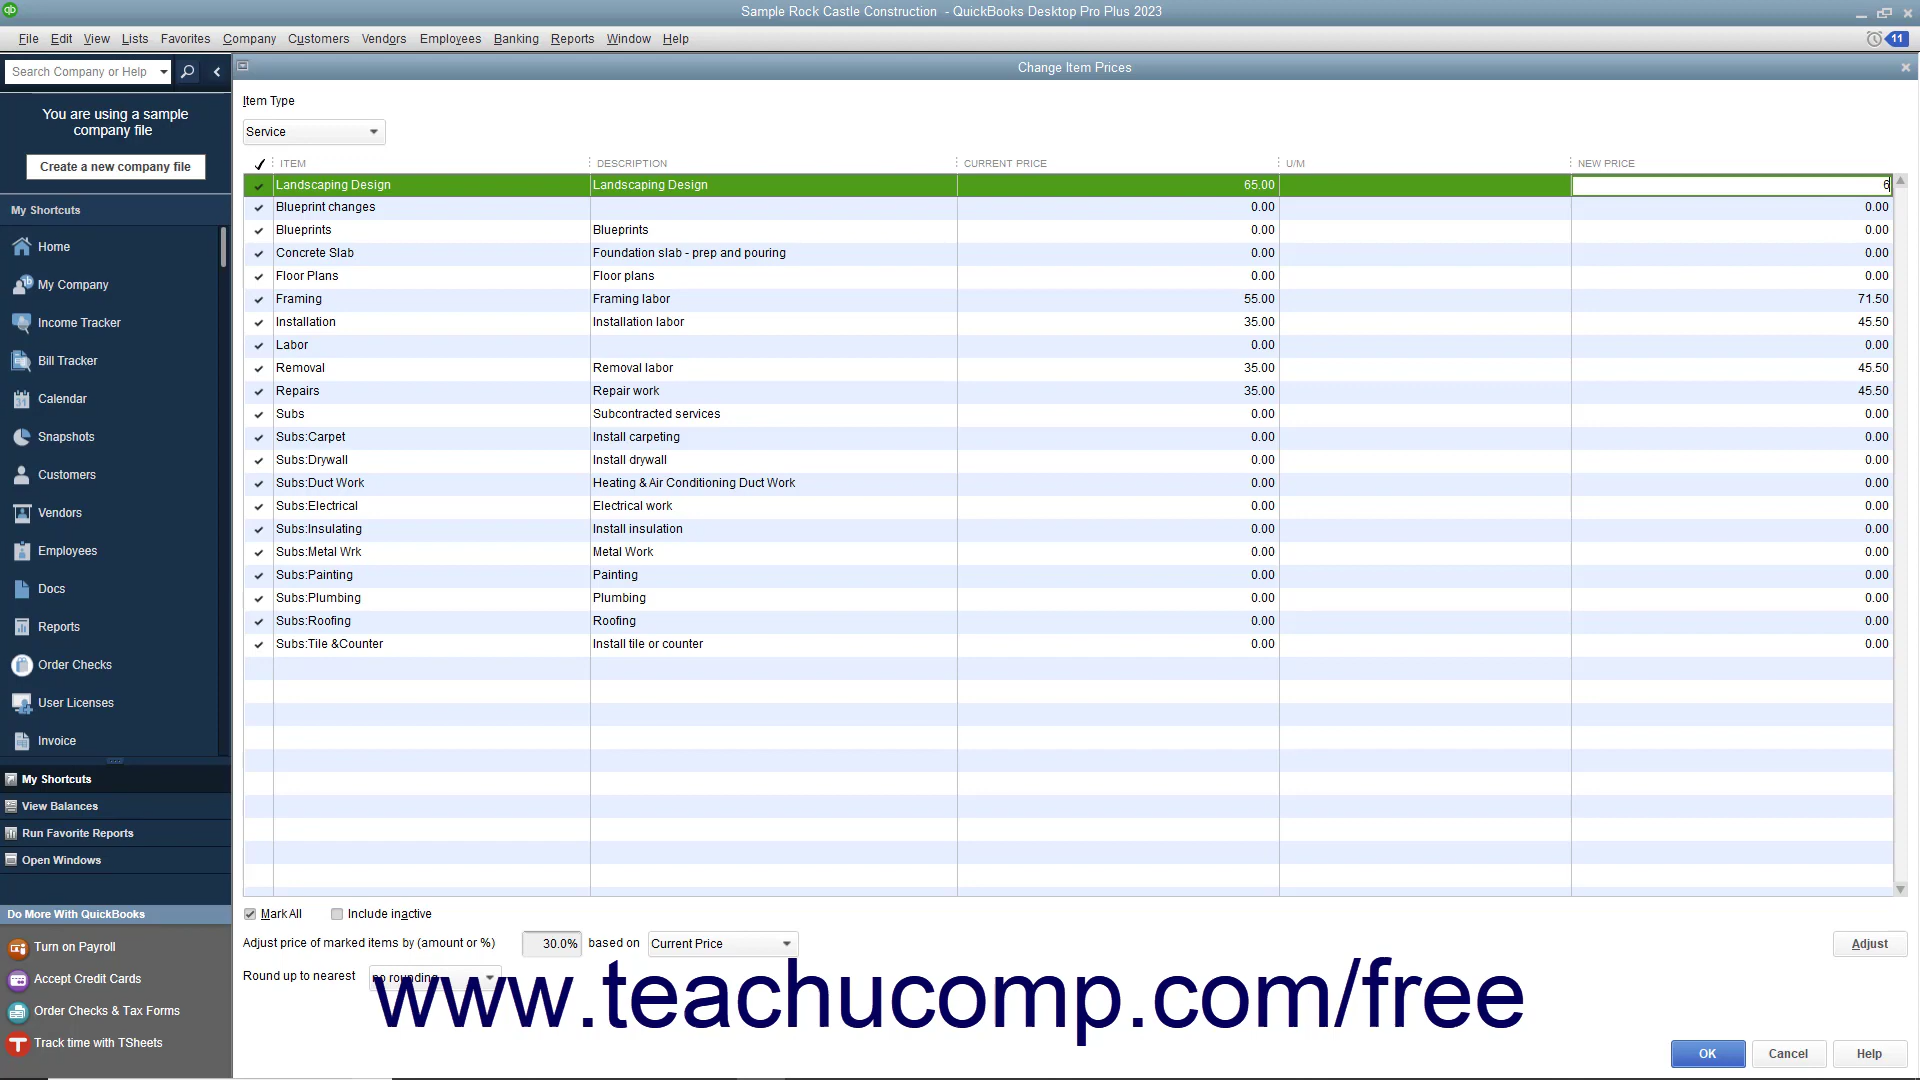 Sample Rock Castle Construction - QuickBooks Desktop Pro Plus 2023
File Edit View Lists Favorites Company Customers Vendors Employees Banking Reports Window Help
11
Search Company or Help
Change Item Prices
You are using a sample
company file
Create a new company file
My Shortcuts
Home
My Company
Income Tracker
Bill Tracker
Calendar
Snapshots
Customers
Vendors
Employees
Docs
Reports
Order Checks
User Licenses
Invoice
My Shortcuts
View Balances
Run Favorite Reports
Open Windows
Do More With QuickBooks
Turn on Payroll
Accept Credit Cards
Order Checks & Tax Forms
Track time with TSheets
Item Type
Service
ITEM DESCRIPTION CURRENT PRICE U/M NEW PRICE
Landscaping Design Landscaping Design 65.00 6
Blueprint changes 0.00 0.00
Blueprints Blueprints 0.00 0.00
Concrete Slab Foundation slab - prep and pouring 0.00 0.00
Floor Plans Floor plans 0.00 0.00
Framing Framing labor 55.00 71.50
Installation Installation labor 35.00 45.50
Labor 0.00 0.00
Removal Removal labor 35.00 45.50
Repairs Repair work 35.00 45.50
Subs Subcontracted services 0.00 0.00
Subs:Carpet Install carpeting 0.00 0.00
Subs:Drywall Install drywall 0.00 0.00
Subs:Duct Work Heating & Air Conditioning Duct Work 0.00 0.00
Subs:Electrical Electrical work 0.00 0.00
Subs:Insulating Install insulation 0.00 0.00
Subs:Metal Wrk Metal Work 0.00 0.00
Subs:Painting Painting 0.00 0.00
Subs:Plumbing Plumbing 0.00 0.00
Subs:Roofing Roofing 0.00 0.00
Subs:Tile &Counter Install tile or counter 0.00 0.00
Mark All Include inactive
Adjust price of marked items by (amount or %) 30.0% based on Current Price Adjust
Round up to nearest no rounding
www.teachucomp.com/free
OK Cancel Help